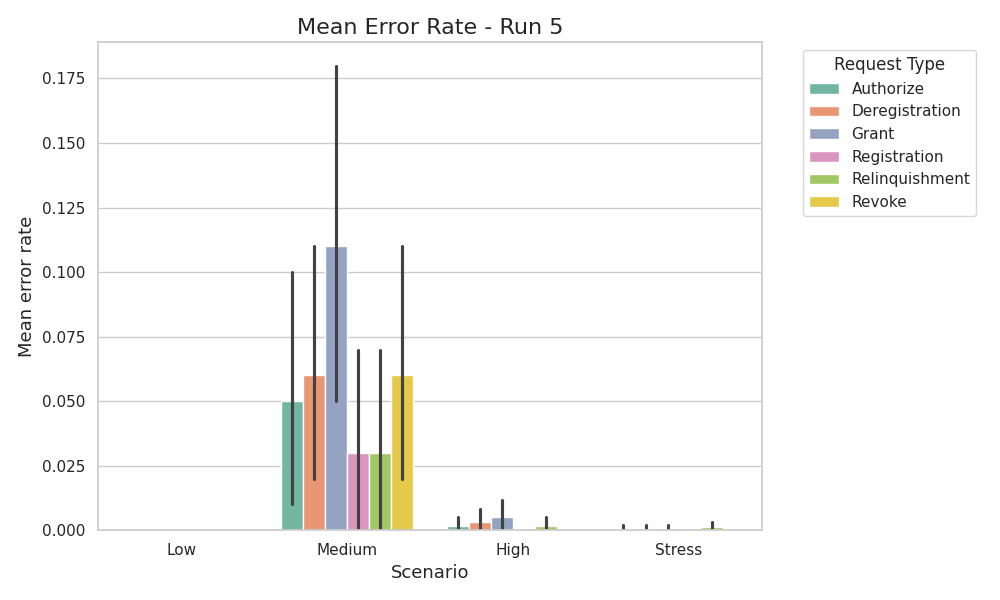 Mean Error Rate - Run 5
Mean error rate
0.175
0.150
0.125
0.100
0.075
0.050
0.025
0.000
Low
Medium
High
Stress
Scenario
Request Type
Authorize
Deregistration
Grant
Registration
Relinquishment
Revoke